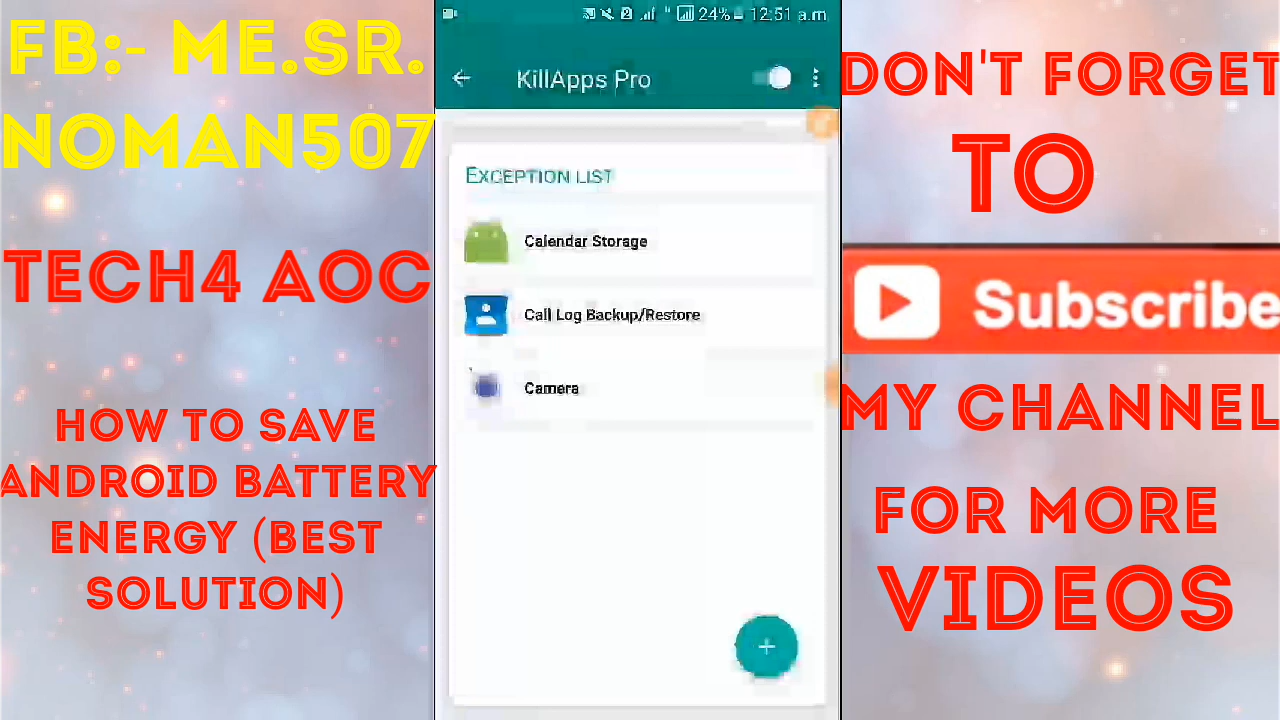 FB:- ME.SR.
NOMAN507
TECH4 AOC
HOW TO SAVE
ANDROID BATTERY
ENERGY (BEST
SOLUTION)
24% 12:51 a.m
KillApps Pro
EXCEPTION LIST
Calendar Storage
Call Log Backup/Restore
Camera
DON'T FORGET
TO
Subscribe
MY CHANNEL
FOR MORE
VIDEOS